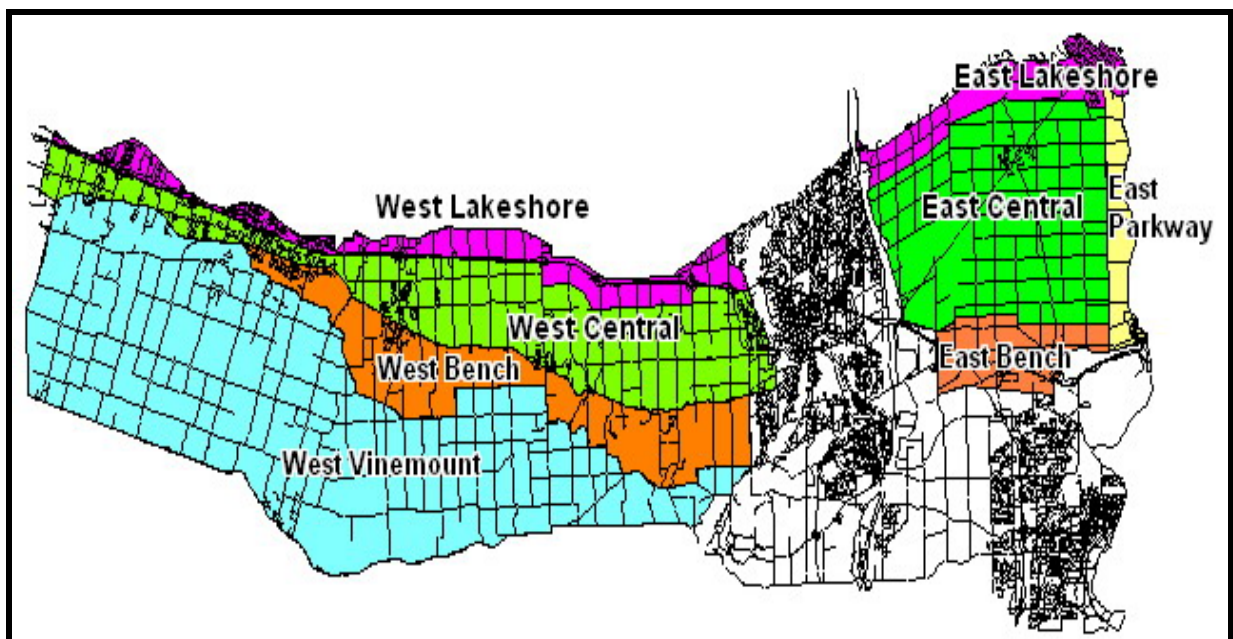 East Lakeshore
West Lakeshore
East Central
East
Parkway
West Central
East Bench
West Bench
West Vinemount